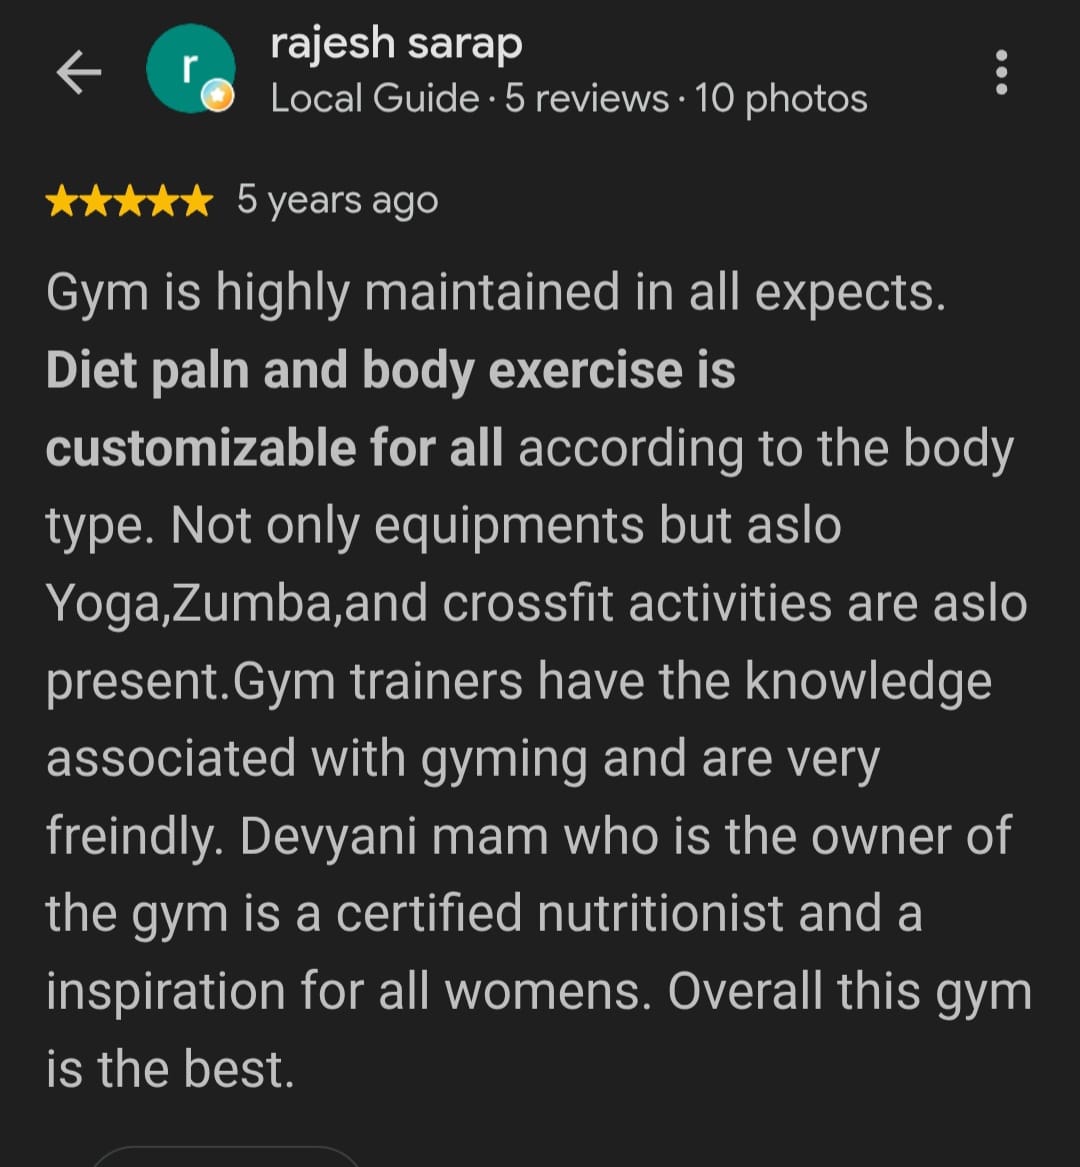 rajesh sarap
r
Local Guide · 5 reviews · 10 photos
5 years ago
Gym is highly maintained in all expects.
Diet paln and body exercise is
customizable for all according to the body
type. Not only equipments but aslo
Yoga,Zumba,and crossfit activities are aslo
present.Gym trainers have the knowledge
associated with gyming and are very
freindly. Devyani mam who is the owner of
the gym is a certified nutritionist and a
inspiration for all womens. Overall this gym
is the best.